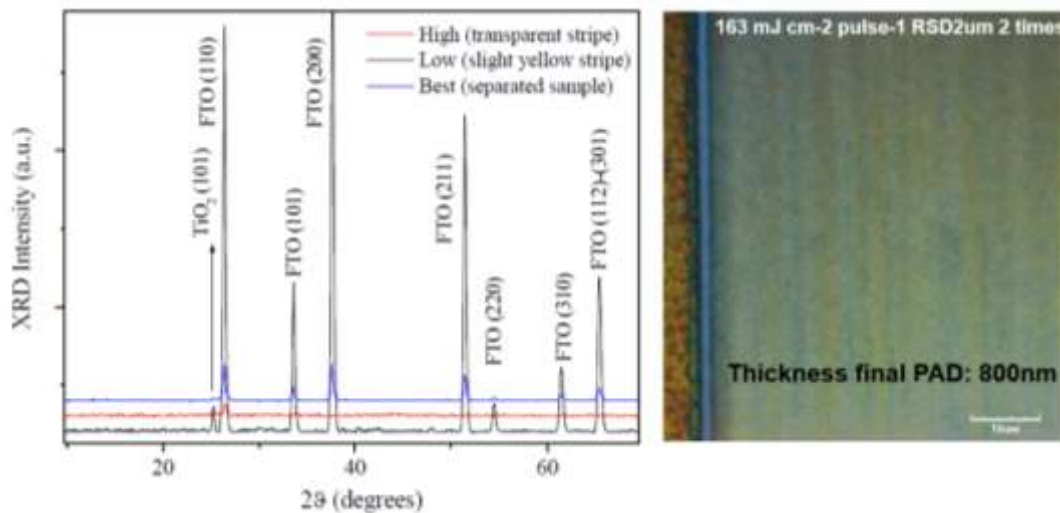 High (transparent stripe)
Low (slight yellow stripe)
Best (separated sample)
TiO2 (101)
FTO (110)
FTO (101)
FTO (200)
FTO (211)
FTO (220)
FTO (310)
FTO (112)-(301)
XRD Intensity (a.u.)
20
40
60
2ϑ (degrees)
163 mJ cm-2 pulse-1 RSD2um 2 times
Thickness final PAD: 800nm